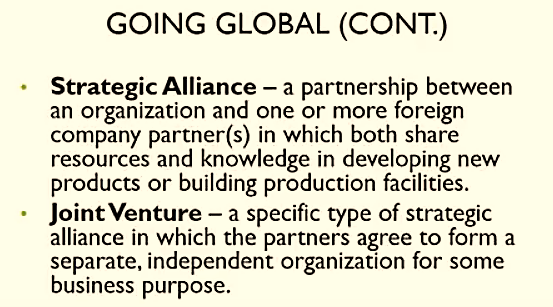 GOING GLOBAL (CONT.)
• Strategic Alliance – a partnership between
an organization and one or more foreign
company partner(s) in which both share
resources and knowledge in developing new
products or building production facilities.
• Joint Venture – a specific type of strategic
alliance in which the partners agree to form a
separate, independent organization for some
business purpose.